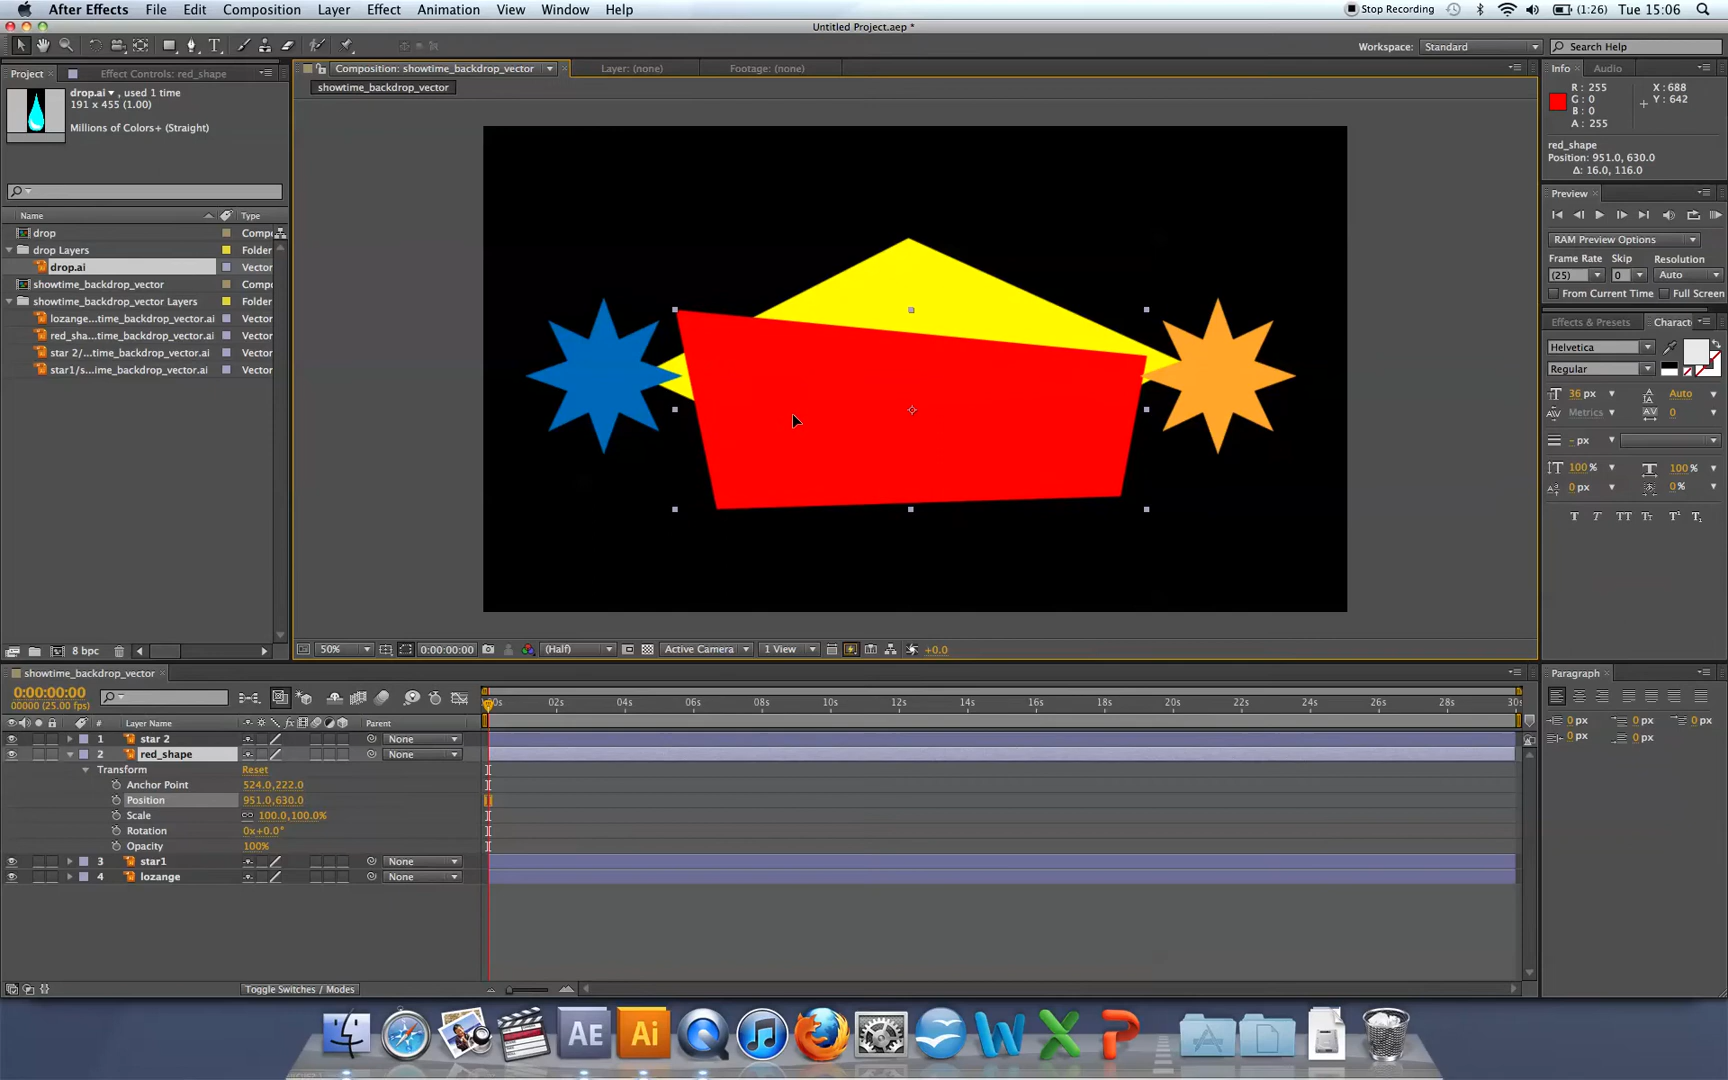 After Effects File Edit Composition Layer Effect Animation View Window Help Stop Recording (1:26) Tue 15:06
Untitled Project.aep *
Workspace: Standard Search Help
Project Effect Controls: red_shape Composition: showtime_backdrop_vector Layer: (none) Footage: (none) Info Audio
showtime_backdrop_vector
drop.ai , used 1 time
191 x 455 (1.00)
Millions of Colors+ (Straight)
R : 255
G : 0
B : 0
A : 255
X : 688
Y : 642
red_shape
Position: 951.0, 630.0
Δ: 16.0, 116.0
Preview
RAM Preview Options
Frame Rate Skip Resolution
(25) 0 Auto
From Current Time Full Screen
Effects & Presets Charact
Helvetica
Regular
36 px Auto
Metrics 0
- px
100 % 100 %
0 px 0 %
T T TT Tr T¹ T₁
Name Type
drop Comp
drop Layers Folder
drop.ai Vector
showtime_backdrop_vector Comp
showtime_backdrop_vector Layers Folder
lozange...time_backdrop_vector.ai Vector
red_sha...time_backdrop_vector.ai Vector
star 2/...time_backdrop_vector.ai Vector
star1/s...ime_backdrop_vector.ai Vector
8 bpc
50% 0:00:00:00 (Half) Active Camera 1 View +0.0
showtime_backdrop_vector
0:00:00:00
00000 (25.00 fps)
00s 02s 04s 06s 08s 10s 12s 14s 16s 18s 20s 22s 24s 26s 28s 30s
# Layer Name Parent
1 star 2 None
2 red_shape None
Transform Reset
Anchor Point 524.0,222.0
Position 951.0,630.0
Scale 100.0,100.0%
Rotation 0x+0.0°
Opacity 100%
3 star1 None
4 lozange None
Toggle Switches / Modes
Paragraph
0 px 0 px 0 px
0 px 0 px
AE Ai W X P